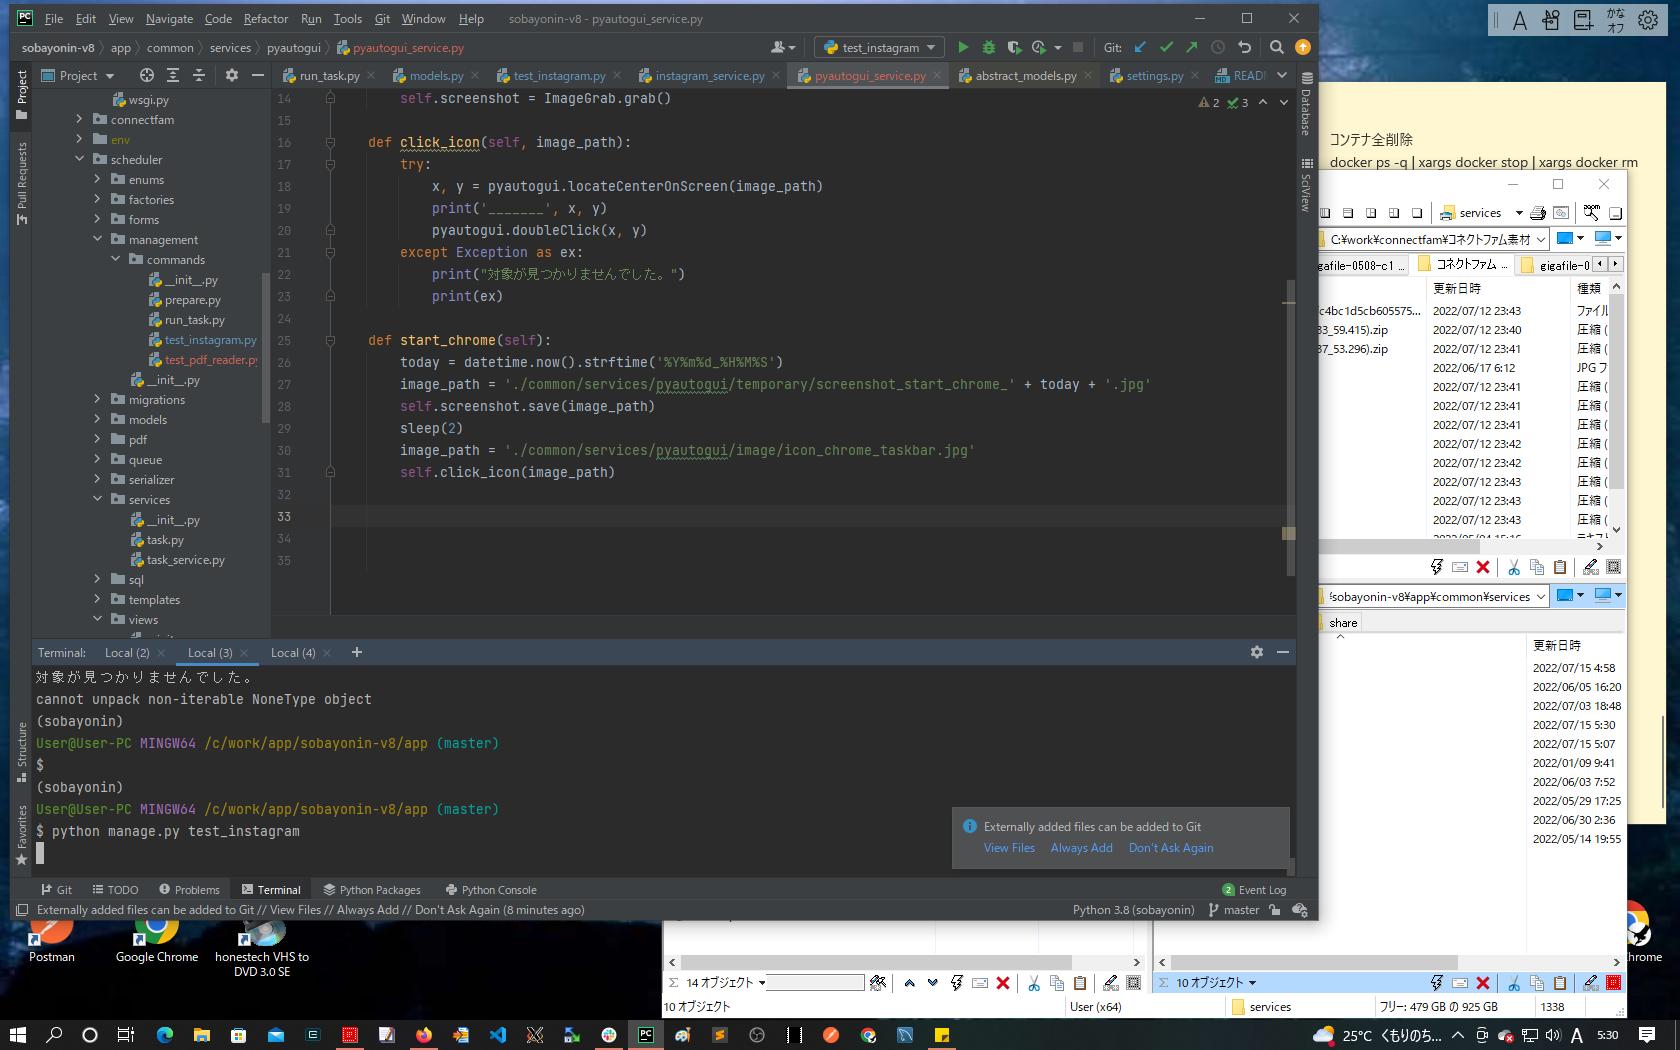 File Edit View Navigate Code Refactor Run Tools Git Window Help sobayonin-v8 - pyautogui_service.py
sobayonin-v8 app common services pyautogui pyautogui_service.py test_instagram Git:
Project
run_task.py models.py test_instagram.py instagram_service.py pyautogui_service.py abstract_models.py settings.py READ
2 3
Project
Pull Requests
Structure
Favorites
Database
SciView
wsgi.py
connectfam
env
scheduler
enums
factories
forms
management
commands
__init__.py
prepare.py
run_task.py
test_instagram.py
test_pdf_reader.py
__init__.py
migrations
models
pdf
queue
serializer
services
__init__.py
task.py
task_service.py
sql
templates
views
14 self.screenshot = ImageGrab.grab()
15
16 def click_icon(self, image_path):
17 try:
18 x, y = pyautogui.locateCenterOnScreen(image_path)
19 print('_______', x, y)
20 pyautogui.doubleClick(x, y)
21 except Exception as ex:
22 print("対象が見つかりませんでした。")
23 print(ex)
24
25 def start_chrome(self):
26 today = datetime.now().strftime('%Y%m%d_%H%M%S')
27 image_path = './common/services/pyautogui/temporary/screenshot_start_chrome_' + today + '.jpg'
28 self.screenshot.save(image_path)
29 sleep(2)
30 image_path = './common/services/pyautogui/image/icon_chrome_taskbar.jpg'
31 self.click_icon(image_path)
32
33
34
35
Terminal: Local (2) Local (3) Local (4)
対象が見つかりませんでした。
cannot unpack non-iterable NoneType object
(sobayonin)
User@User-PC MINGW64 /c/work/app/sobayonin-v8/app (master)
$
(sobayonin)
User@User-PC MINGW64 /c/work/app/sobayonin-v8/app (master)
$ python manage.py test_instagram
Externally added files can be added to Git
View Files Always Add Don't Ask Again
Git TODO Problems Terminal Python Packages Python Console 2 Event Log
Externally added files can be added to Git // View Files // Always Add // Don't Ask Again (8 minutes ago) Python 3.8 (sobayonin) master
A かな
オフ
コンテナ全削除
docker ps -q | xargs docker stop | xargs docker rm
services
C:¥work¥connectfam¥コネクトファム素材
gafile-0508-c1 ... コネクトファム ... gigafile-0
更新日時 種類
c4bc1d5cb605575... 2022/07/12 23:43 ファイル
33_59.415).zip 2022/07/12 23:40 圧縮 (
37_53.296).zip 2022/07/12 23:41 圧縮 (
2022/06/17 6:12 JPG フ
2022/07/12 23:41 圧縮 (
2022/07/12 23:41 圧縮 (
2022/07/12 23:41 圧縮 (
2022/07/12 23:42 圧縮 (
2022/07/12 23:42 圧縮 (
2022/07/12 23:43 圧縮 (
2022/07/12 23:43 圧縮 (
2022/07/12 23:43 圧縮 (
sobayonin-v8¥app¥common¥services
share
更新日時
2022/07/15 4:58
2022/06/05 16:20
2022/07/03 18:48
2022/07/15 5:30
2022/07/15 5:07
2022/01/09 9:41
2022/06/03 7:52
2022/05/29 17:25
2022/06/30 2:36
2022/05/14 19:55
Postman
Google Chrome
honestech VHS to
DVD 3.0 SE
hrome
14 オブジェクト
10 オブジェクト
10 オブジェクト User (x64) services フリー: 479 GB の 925 GB 1338
25°C くもりのち... A 5:30